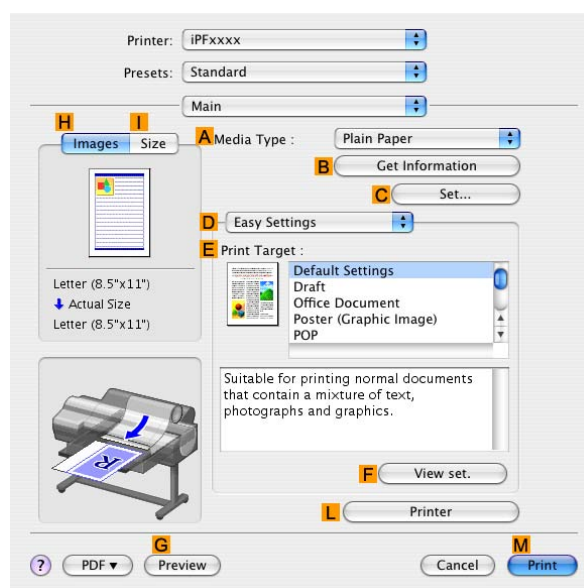 Printer: iPFxxxx
Presets: Standard
Main
H I
Images Size
A Media Type : Plain Paper
B Get Information
C Set...
D Easy Settings
E Print Target :
Default Settings
Draft
Office Document
Poster (Graphic Image)
POP
Letter (8.5"x11")
Actual Size
Letter (8.5"x11")
Suitable for printing normal documents
that contain a mixture of text,
photographs and graphics.
R
F View set.
L Printer
G M
? PDF Preview Cancel Print